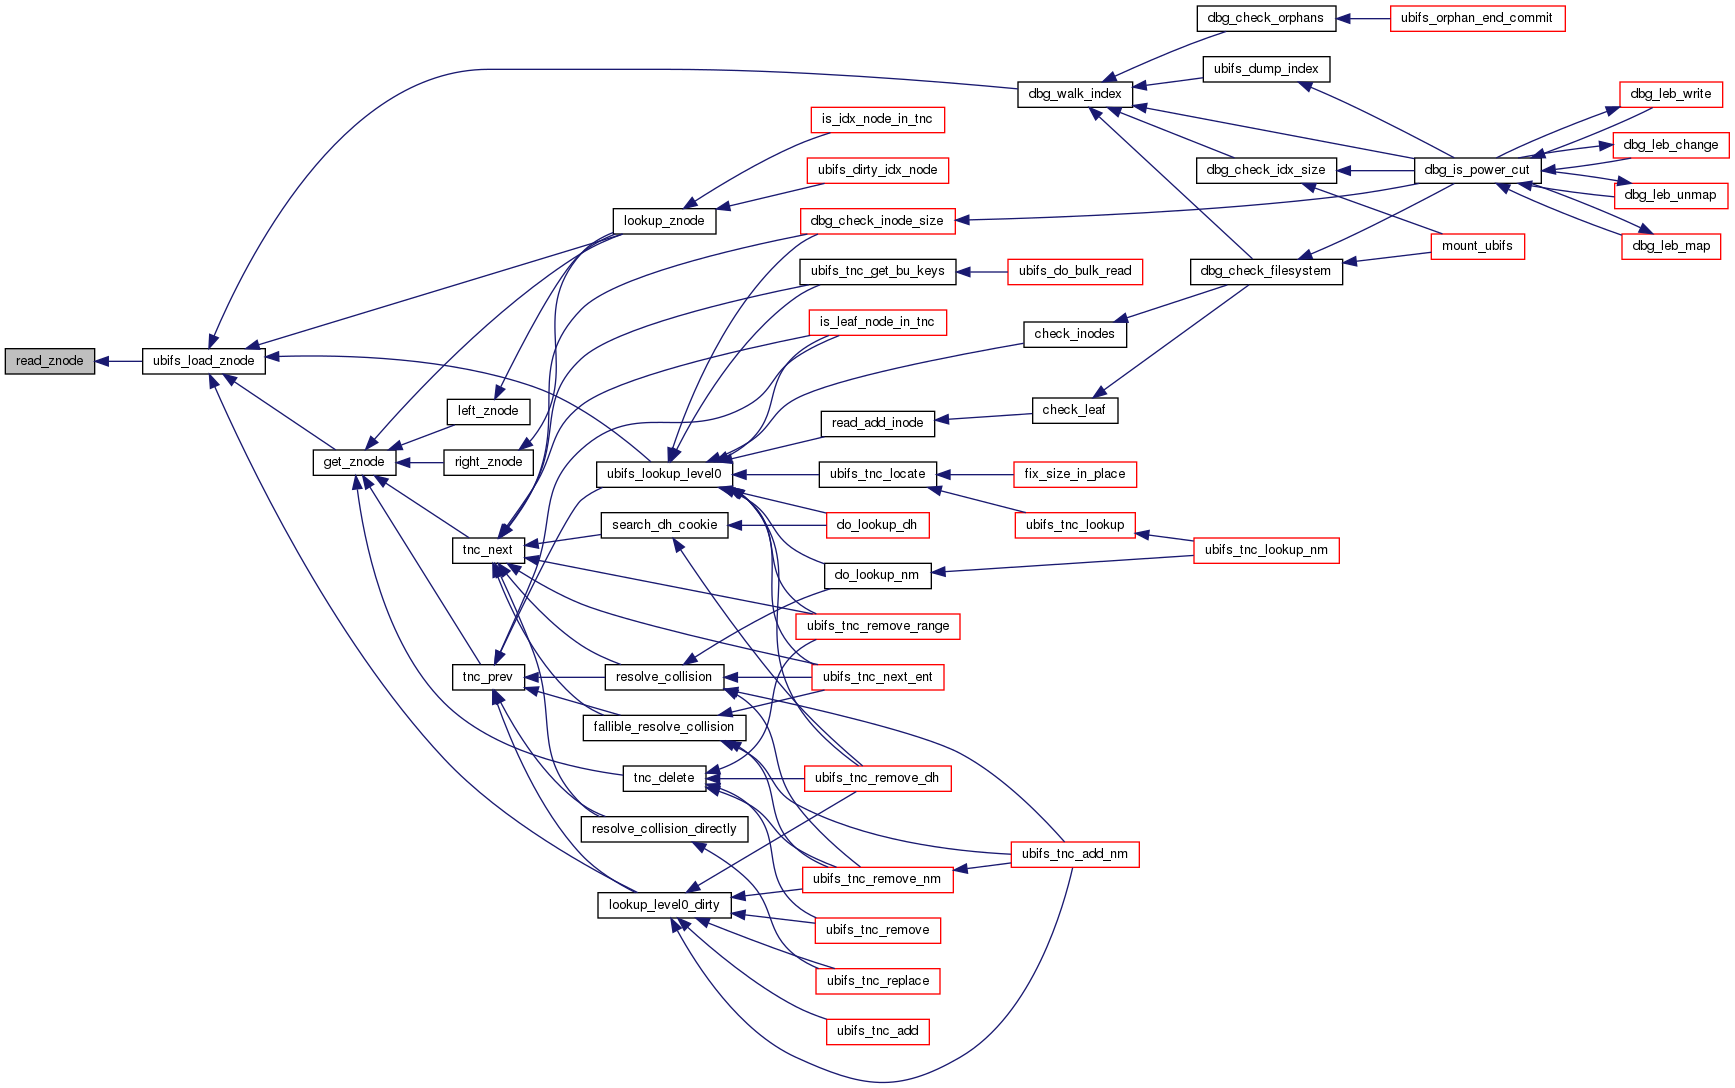 dbg_check_orphans
ubifs_orphan_end_commit
ubifs_dump_index
dbg_walk_index
dbg_leb_write
is_idx_node_in_tnc
dbg_leb_change
ubifs_dirty_idx_node
dbg_check_idx_size
dbg_is_power_cut
dbg_leb_unmap
lookup_znode
dbg_check_inode_size
mount_ubifs
dbg_leb_map
ubifs_tnc_get_bu_keys
ubifs_do_bulk_read
dbg_check_filesystem
is_leaf_node_in_tnc
check_inodes
read_znode
ubifs_load_znode
left_znode
check_leaf
read_add_inode
get_znode
right_znode
ubifs_lookup_level0
ubifs_tnc_locate
fix_size_in_place
search_dh_cookie
do_lookup_dh
ubifs_tnc_lookup
tnc_next
ubifs_tnc_lookup_nm
do_lookup_nm
ubifs_tnc_remove_range
tnc_prev
resolve_collision
ubifs_tnc_next_ent
fallible_resolve_collision
tnc_delete
ubifs_tnc_remove_dh
resolve_collision_directly
ubifs_tnc_add_nm
ubifs_tnc_remove_nm
lookup_level0_dirty
ubifs_tnc_remove
ubifs_tnc_replace
ubifs_tnc_add